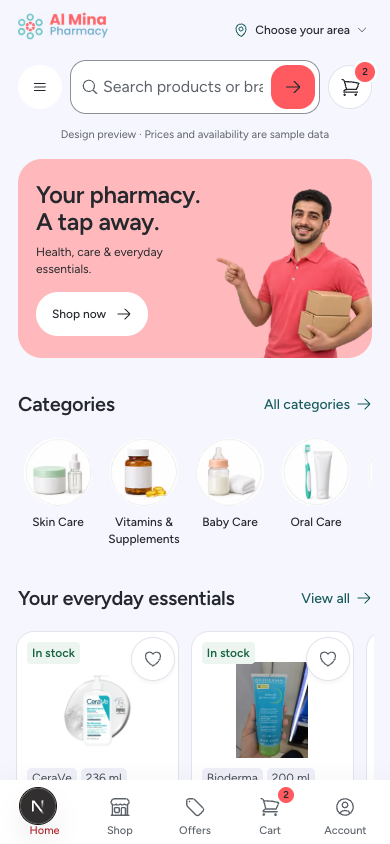 Al Mina
Pharmacy
Choose your area
Search products or bra
2
Design preview · Prices and availability are sample data
Your pharmacy.
A tap away.
Health, care & everyday
essentials.
Shop now
Categories
All categories
Skin Care
Vitamins &
Supplements
Baby Care
Oral Care
Your everyday essentials
View all
In stock
In stock
CeraVe
BIODERMA
CeraVe
236 ml
Bioderma
200 ml
N
2
Home
Shop
Offers
Cart
Account